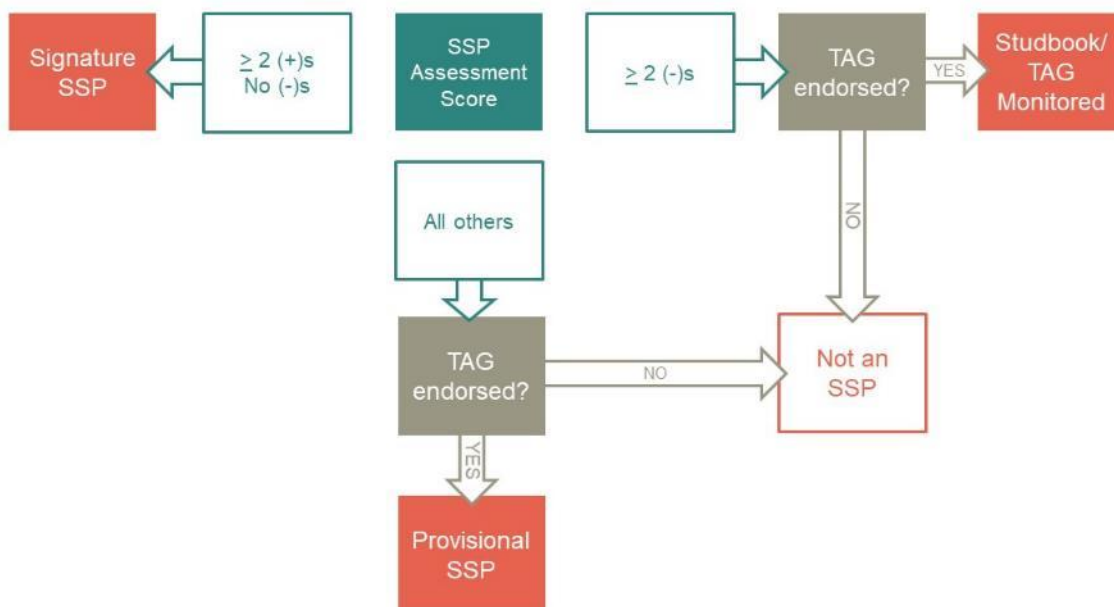 Signature
SSP
≥ 2 (+)s
No (-)s
SSP
Assessment
Score
≥ 2 (-)s
TAG
endorsed?
YES
Studbook/
TAG
Monitored
All others
NO
TAG
endorsed?
NO
Not an
SSP
YES
Provisional
SSP